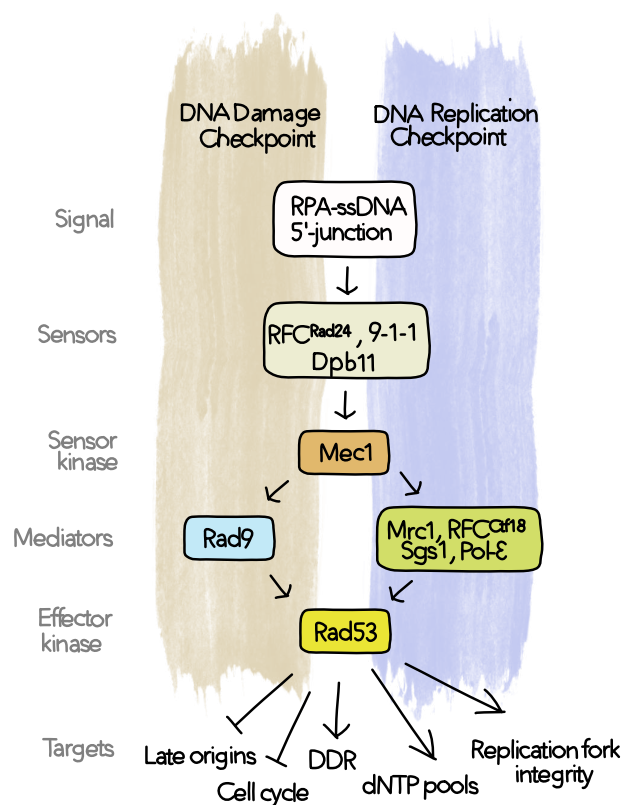 DNA Damage
Checkpoint
DNA Replication
Checkpoint
Signal
RPA-ssDNA
5'-junction
Sensors
RFCRad24, 9-1-1
Dpb11
Sensor
kinase
Mec1
Mediators
Rad9
Mrc1, RFCCtf18
Sgs1, Pol-Ɛ
Effector
kinase
Rad53
Targets
Late origins
Cell cycle
DDR
dNTP pools
Replication fork
integrity